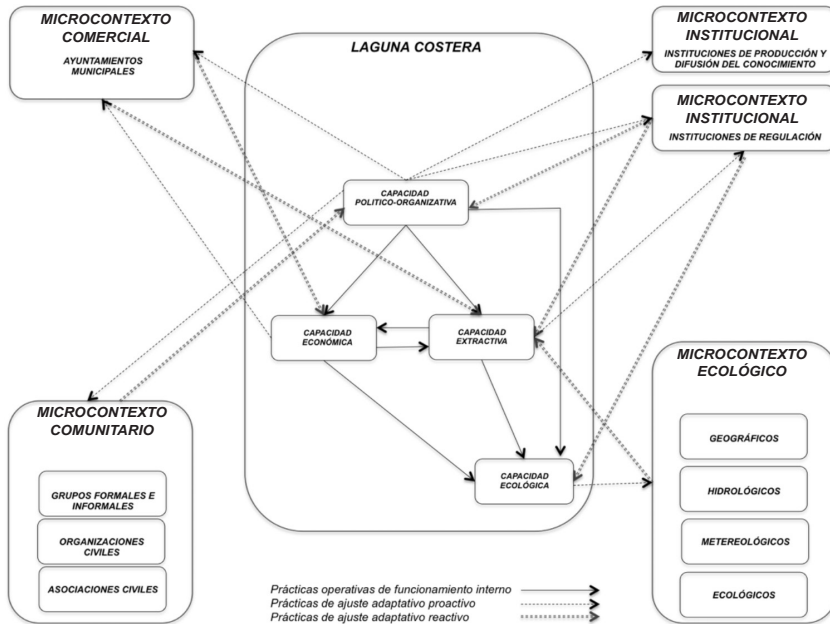 MICROCONTEXTO
COMERCIAL
AYUNTAMIENTOS
MUNICIPALES
LAGUNA COSTERA
MICROCONTEXTO
INSTITUCIONAL
INSTITUCIONES DE PRODUCCIÓN Y
DIFUSIÓN DEL CONOCIMIENTO
MICROCONTEXTO
INSTITUCIONAL
INSTITUCIONES DE REGULACIÓN
CAPACIDAD
POLITICO-ORGANIZATIVA
CAPACIDAD
ECONÓMICA
CAPACIDAD
EXTRACTIVA
CAPACIDAD
ECOLÓGICA
MICROCONTEXTO
COMUNITARIO
GRUPOS FORMALES E
INFORMALES
ORGANIZACIONES
CIVILES
ASOCIACIONES CIVILES
MICROCONTEXTO
ECOLÓGICO
GEOGRÁFICOS
HIDROLÓGICOS
METEREOLÓGICOS
ECOLÓGICOS
Prácticas operativas de funcionamiento interno
Prácticas de ajuste adaptativo proactivo
Prácticas de ajuste adaptativo reactivo